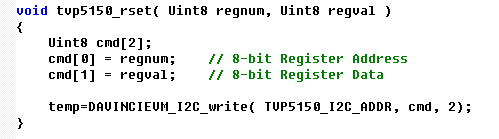 void tvp5150_rset( Uint8 regnum, Uint8 regval )
{
    Uint8 cmd[2];
    cmd[0] = regnum;    // 8-bit Register Address
    cmd[1] = regval;    // 8-bit Register Data

    temp=DAVINCIEVM_I2C_write( TVP5150_I2C_ADDR, cmd, 2);
}